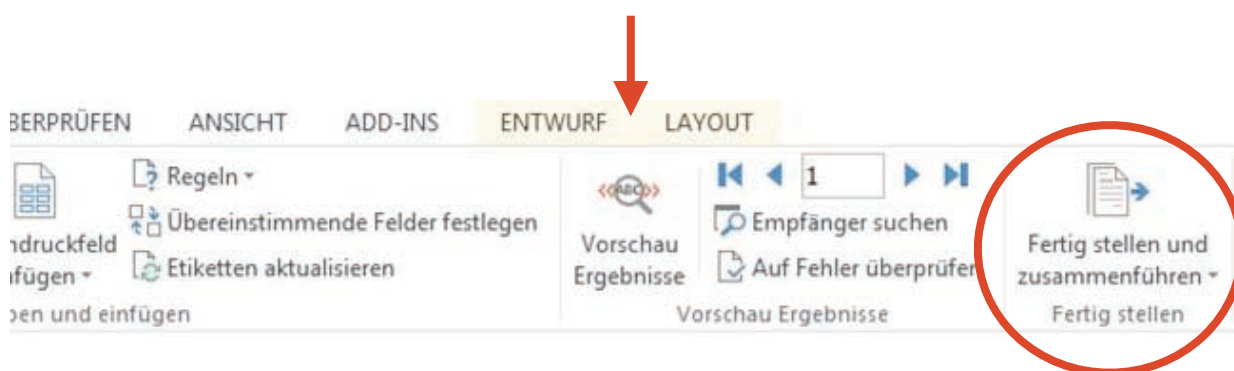 BERPRÜFEN ANSICHT ADD-INS ENTWURF LAYOUT
Regeln
Übereinstimmende Felder festlegen
Etiketten aktualisieren
ndruckfeld
nfügen
ben und einfügen
«ABC»
Vorschau
Ergebnisse
1
Empfänger suchen
Auf Fehler überprüfen
Vorschau Ergebnisse
Fertig stellen und
zusammenführen
Fertig stellen